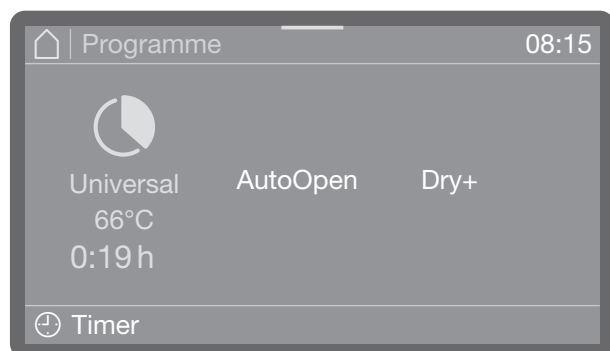 Programme 08:15
Universal AutoOpen Dry+
66°C
0:19 h
Timer